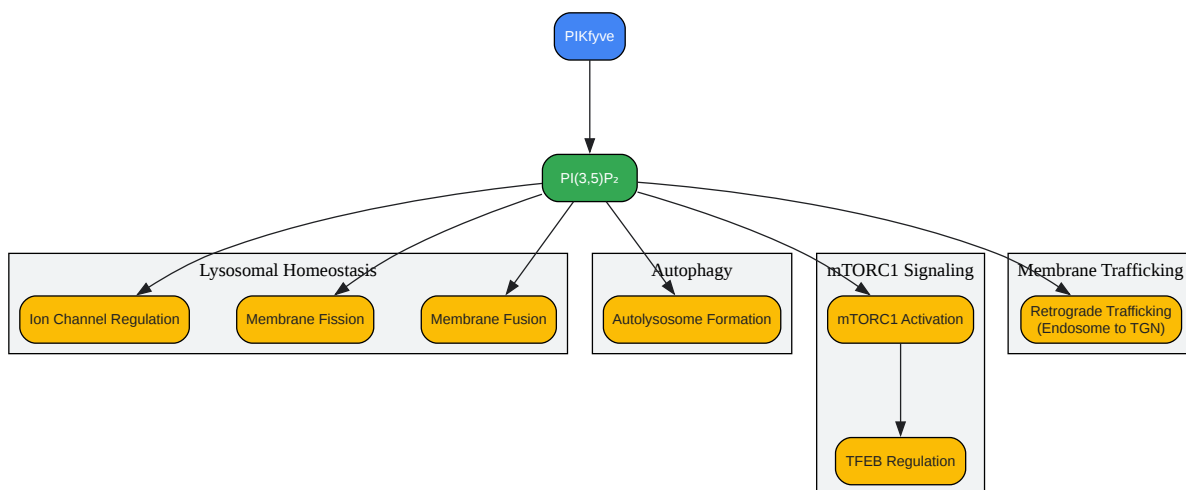 PIKfyve
PI(3,5)P₂
Lysosomal Homeostasis
Autophagy
mTORC1 Signaling
Membrane Trafficking
Ion Channel Regulation
Membrane Fission
Membrane Fusion
Autolysosome Formation
mTORC1 Activation
Retrograde Trafficking
(Endosome to TGN)
TFEB Regulation